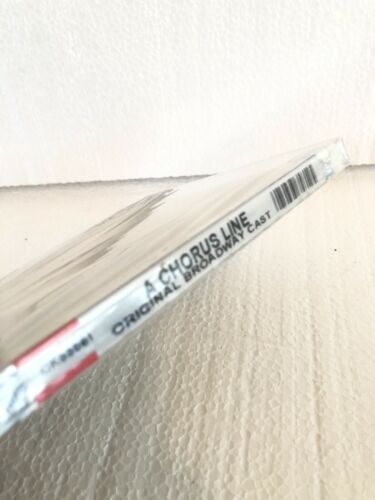 A CHORUS LINE
ORIGINAL BROADWAY CAST